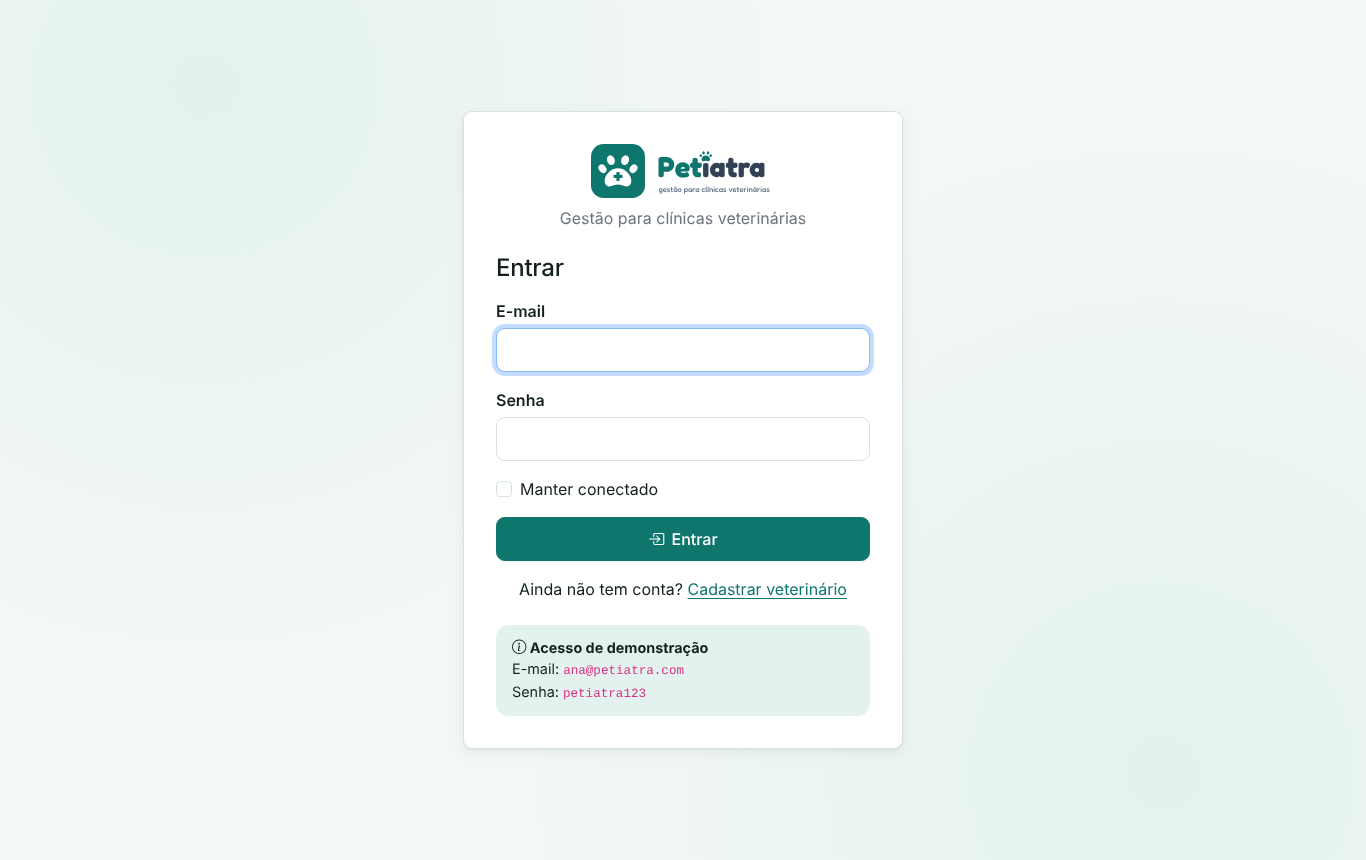 Petiatra
gestão para clínicas veterinárias
Gestão para clínicas veterinárias
Entrar
E-mail
Senha
Manter conectado
Entrar
Ainda não tem conta? Cadastrar veterinário
Acesso de demonstração
E-mail: ana@petiatra.com
Senha: petiatra123